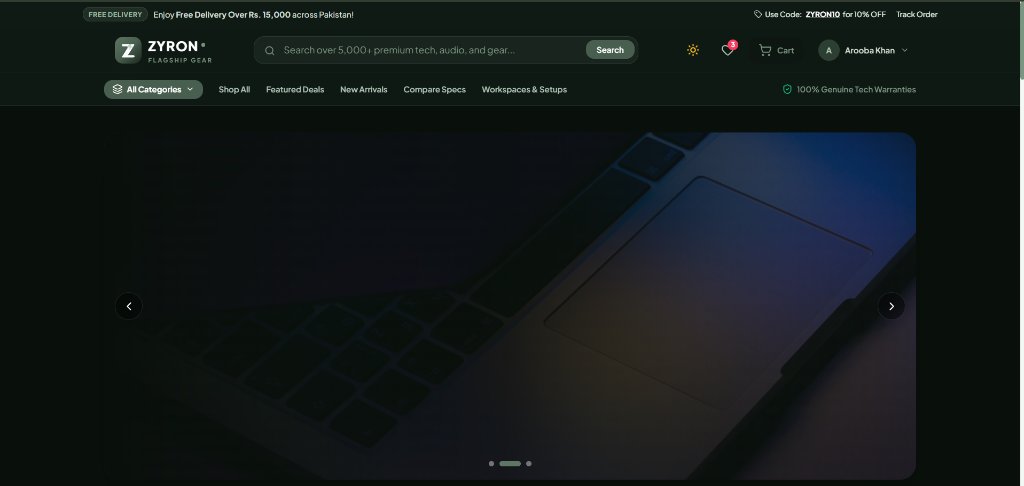 FREE DELIVERY Enjoy Free Delivery Over Rs. 15,000 across Pakistan!
Use Code: ZYRON10 for 10% OFF Track Order
Z ZYRON
FLAGSHIP GEAR
Search over 5,000+ premium tech, audio, and gear...
Search
3
Cart
A Arooba Khan
All Categories Shop All Featured Deals New Arrivals Compare Specs Workspaces & Setups
100% Genuine Tech Warranties